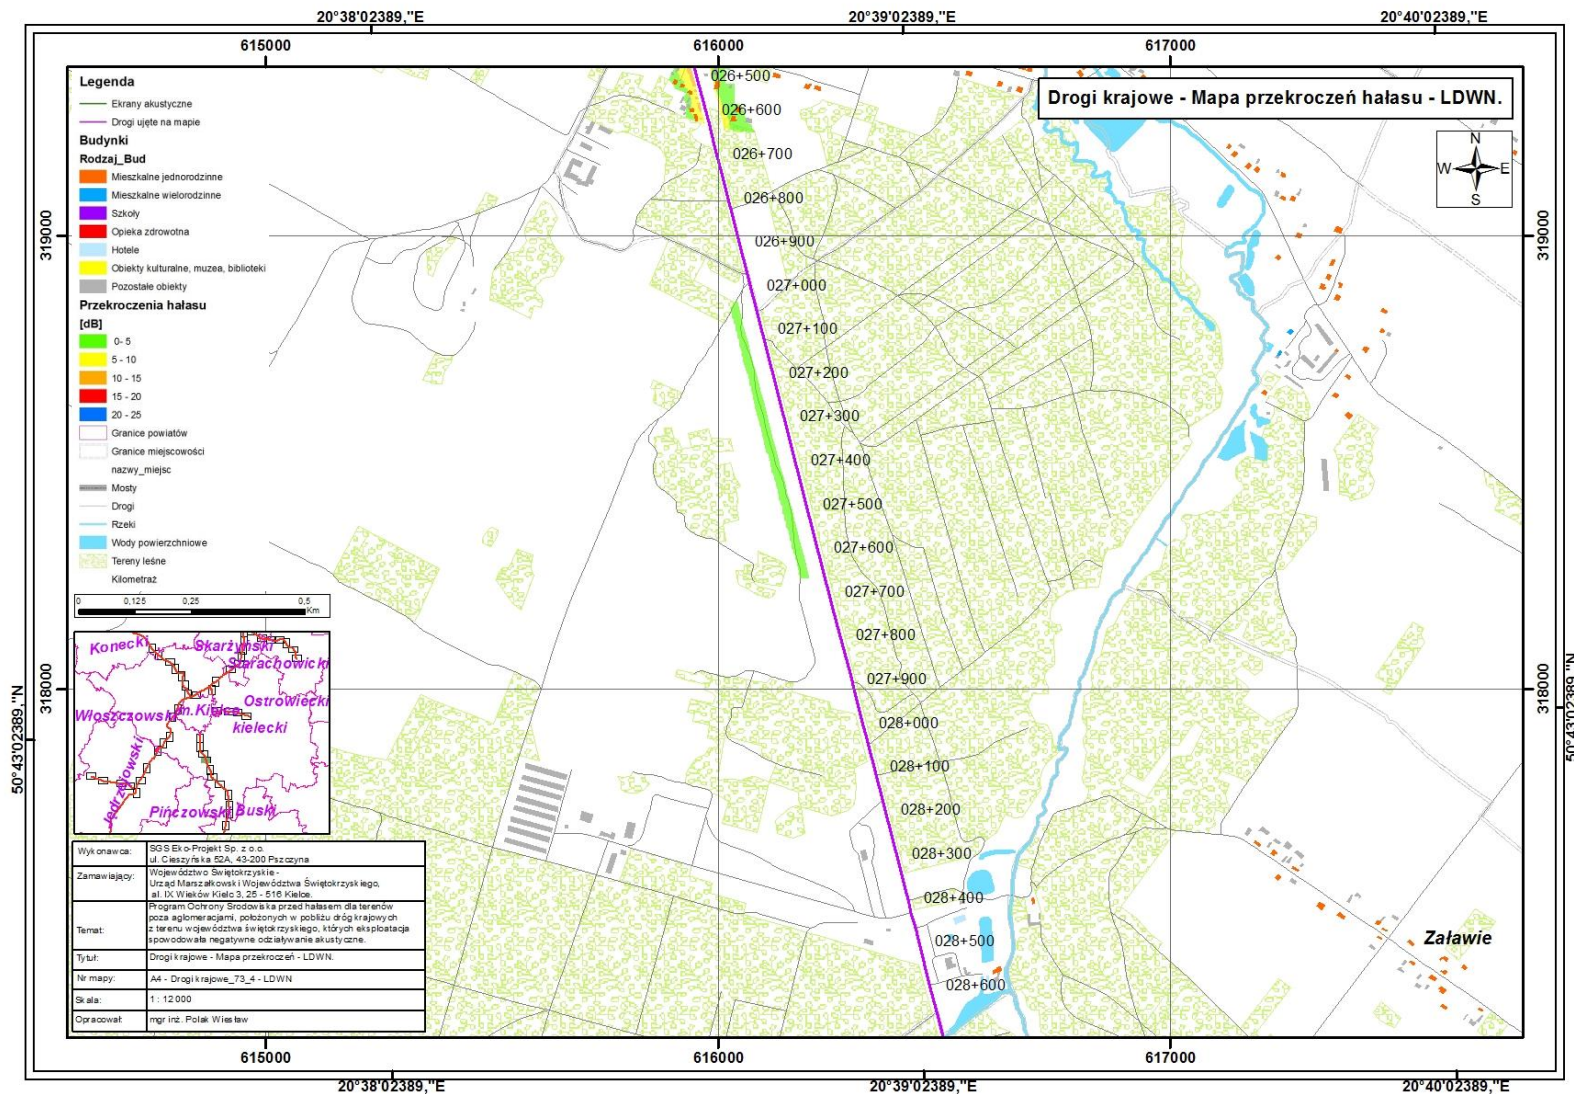 20°38'02389,"E
20°39'02389,"E
20°40'02389,"E
615000
616000
617000
Legenda
Ekrany akustyczne
Drogi ujęte na mapie
Budynki
Rodzaj_Bud
Mieszkalne jednorodzinne
Mieszkalne wielorodzinne
Szkoły
Opieka zdrowotna
Hotele
Obiekty kulturalne, muzea, biblioteki
Pozostałe obiekty
Przekroczenia hałasu
[dB]
0- 5
5 - 10
10 - 15
15 - 20
20 - 25
Granice powiatów
Granice miejscowości
nazwy_miejsc
Mosty
Drogi
Rzeki
Wody powierzchniowe
Tereny leśne
Kilometraż
0 0,125 0,25 0,5
Km
Konecki
Skarżyński
Starachowicki
Ostrowiecki
Włoszczowski
m.Kielce
kielecki
Jędrzejowski
Pińczowski
Buski
Wykonawca: SGS Eko-Projekt Sp. z o.o.
ul. Cieszyńska 52A, 43-200 Pszczyna
Zamawiający: Województwo Świętokrzyskie -
Urząd Marszałkowski Województwa Świętokrzyskiego,
al. IX Wieków Kielc 3, 25 - 516 Kielce.
Temat: Program Ochrony Środowiska przed hałasem dla terenów
poza aglomeracjami, położonych w pobliżu dróg krajowych
z terenu województwa świętokrzyskiego, których eksploatacja
spowodowała negatywne odziaływanie akustyczne.
Tytuł: Drogi krajowe - Mapa przekroczeń - LDWN.
Nr mapy: A4 - Drogi krajowe_73_4 - LDWN
Skala: 1 : 12 000
Opracował: mgr inż. Polak Wiesław
Drogi krajowe - Mapa przekroczeń hałasu - LDWN.
N
W E
S
026+500
026+600
026+700
026+800
026+900
027+000
027+100
027+200
027+300
027+400
027+500
027+600
027+700
027+800
027+900
028+000
028+100
028+200
028+300
028+400
028+500
028+600
Załawie
319000
319000
318000
318000
50°43'02389,"N
50°43'02389,"N
615000
616000
617000
20°38'02389,"E
20°39'02389,"E
20°40'02389,"E